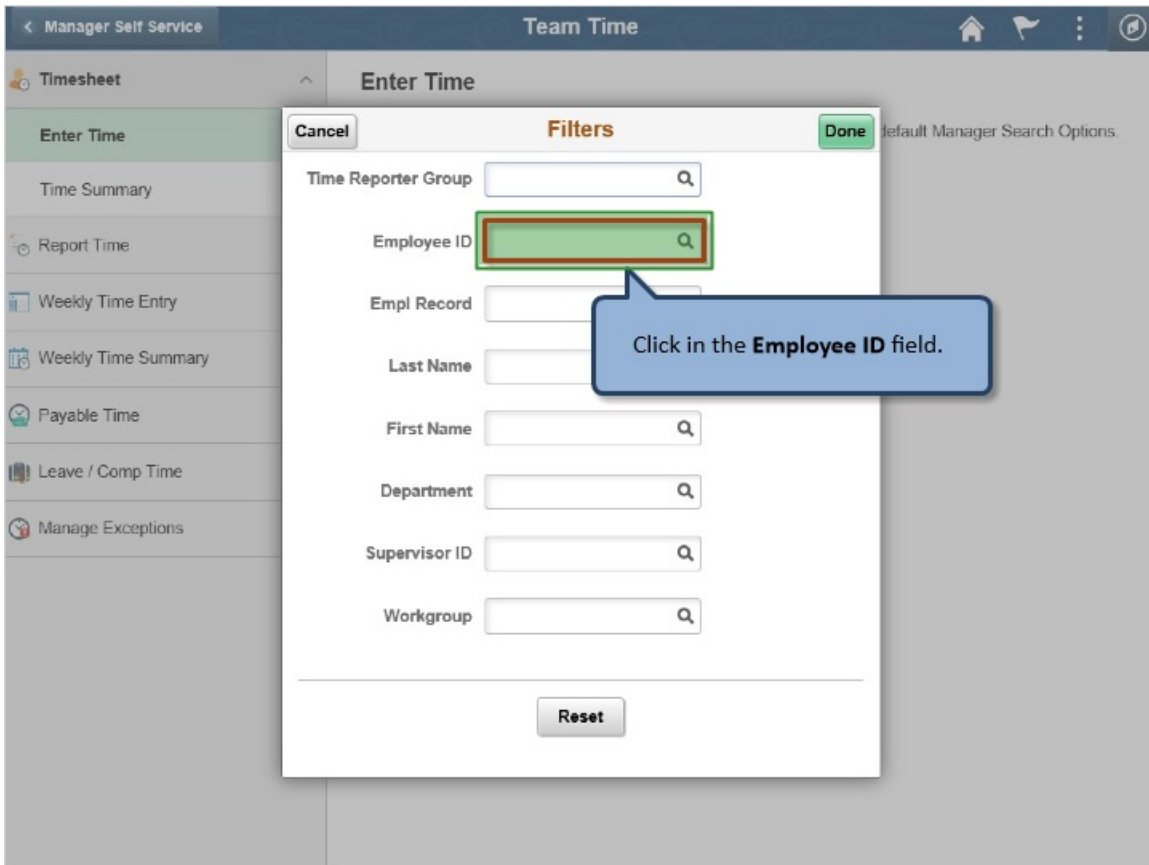 Manager Self Service
Team Time
Timesheet
Enter Time
Time Summary
Report Time
Weekly Time Entry
Weekly Time Summary
Payable Time
Leave / Comp Time
Manage Exceptions
Enter Time
default Manager Search Options.
Cancel
Filters
Done
Time Reporter Group
Employee ID
Empl Record
Last Name
First Name
Department
Supervisor ID
Workgroup
Click in the Employee ID field.
Reset